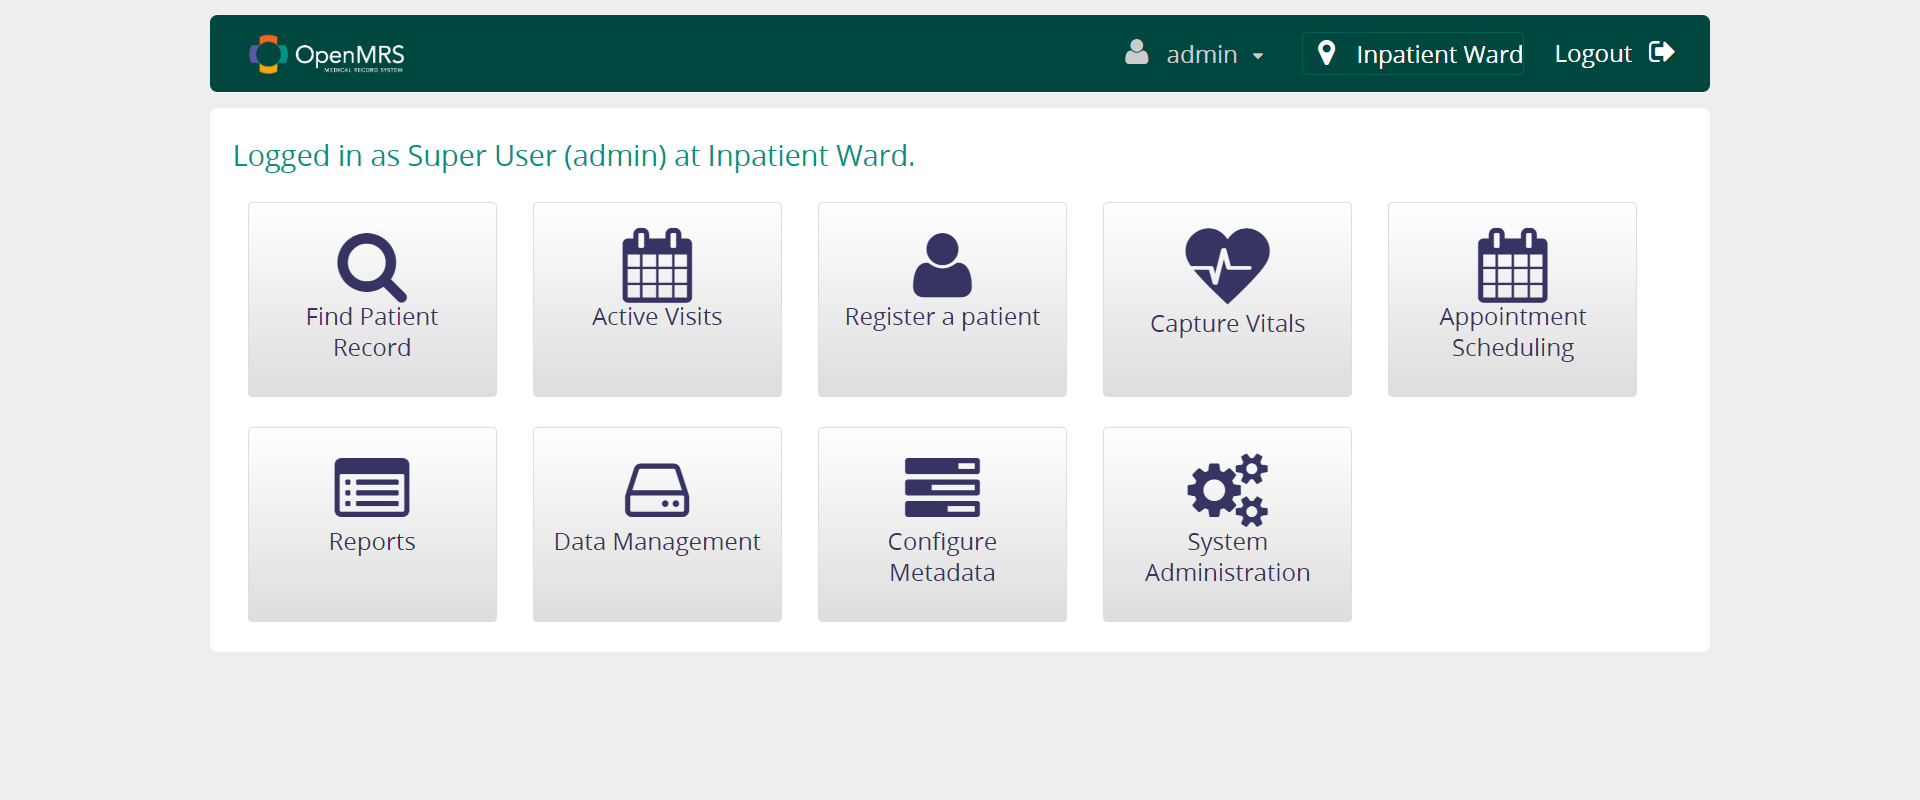 OpenMRS
MEDICAL RECORD SYSTEM
admin
Inpatient Ward
Logout
Logged in as Super User (admin) at Inpatient Ward.
Find Patient
Record
Active Visits
Register a patient
Capture Vitals
Appointment
Scheduling
Reports
Data Management
Configure
Metadata
System
Administration